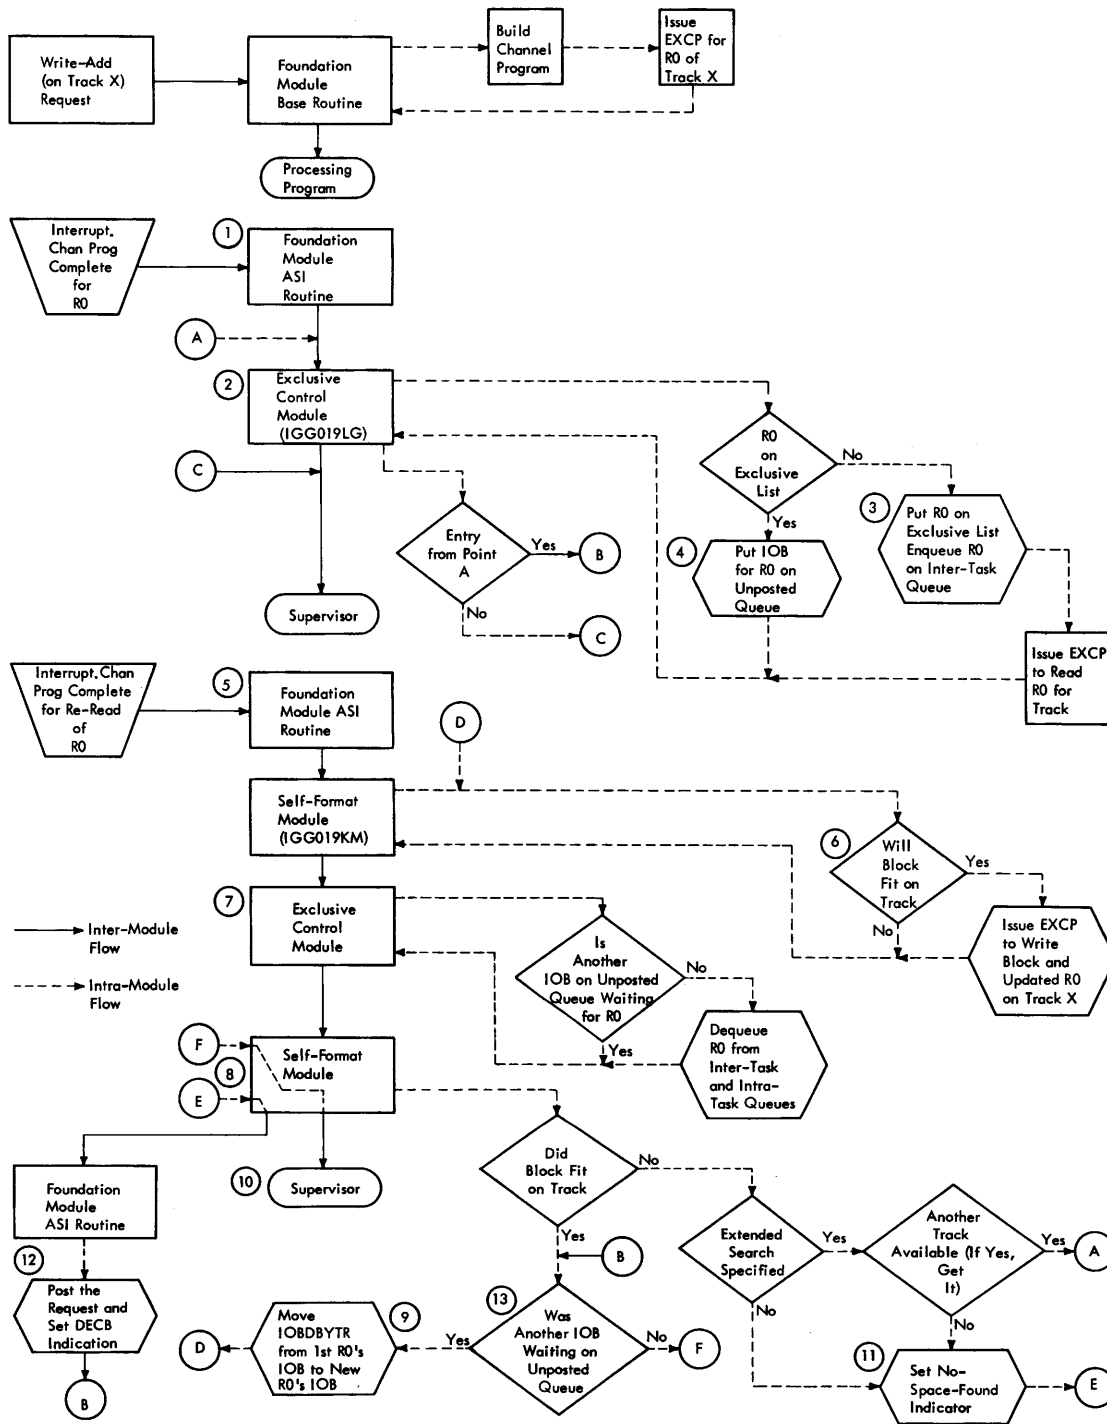 Write-Add
(on Track X)
Request
Foundation
Module
Base Routine
Build
Channel
Program
Issue
EXCP for
R0 of
Track X
Processing
Program
Interrupt.
Chan Prog
Complete
for
R0
1
Foundation
Module
ASI
Routine
A
2
Exclusive
Control
Module
(IGG019LG)
C
R0
on
Exclusive
List
No
Yes
3
Put R0 on
Exclusive List
Enqueue R0
on Inter-Task
Queue
4
Put IOB
for R0 on
Unposted
Queue
Entry
from Point
A
Yes
B
No
C
Supervisor
Issue EXCP
to Read
R0 for
Track
Interrupt. Chan
Prog Complete
for Re-Read
of
R0
5
Foundation
Module ASI
Routine
D
Self-Format
Module
(IGG019KM)
6
Will
Block
Fit on
Track
Yes
No
Issue EXCP
to Write
Block and
Updated R0
on Track X
7
Exclusive
Control
Module
Is
Another
IOB on Unposted
Queue Waiting
for R0
No
Yes
Dequeue
R0 from
Inter-Task
and Intra-
Task Queues
Inter-Module
Flow
Intra-Module
Flow
F
8
E
Self-Format
Module
Foundation
Module
ASI Routine
10
Supervisor
Did
Block Fit
on Track
No
Yes
B
Extended
Search
Specified
Yes
No
Another
Track
Available (If Yes,
Get
It)
Yes
A
No
12
Post the
Request and
Set DECB
Indication
B
D
Move
IOBDBYTR
from 1st R0's
IOB to New
R0's IOB
9
Yes
13
Was
Another IOB
Waiting on
Unposted
Queue
No
F
11
Set No-
Space-Found
Indicator
E